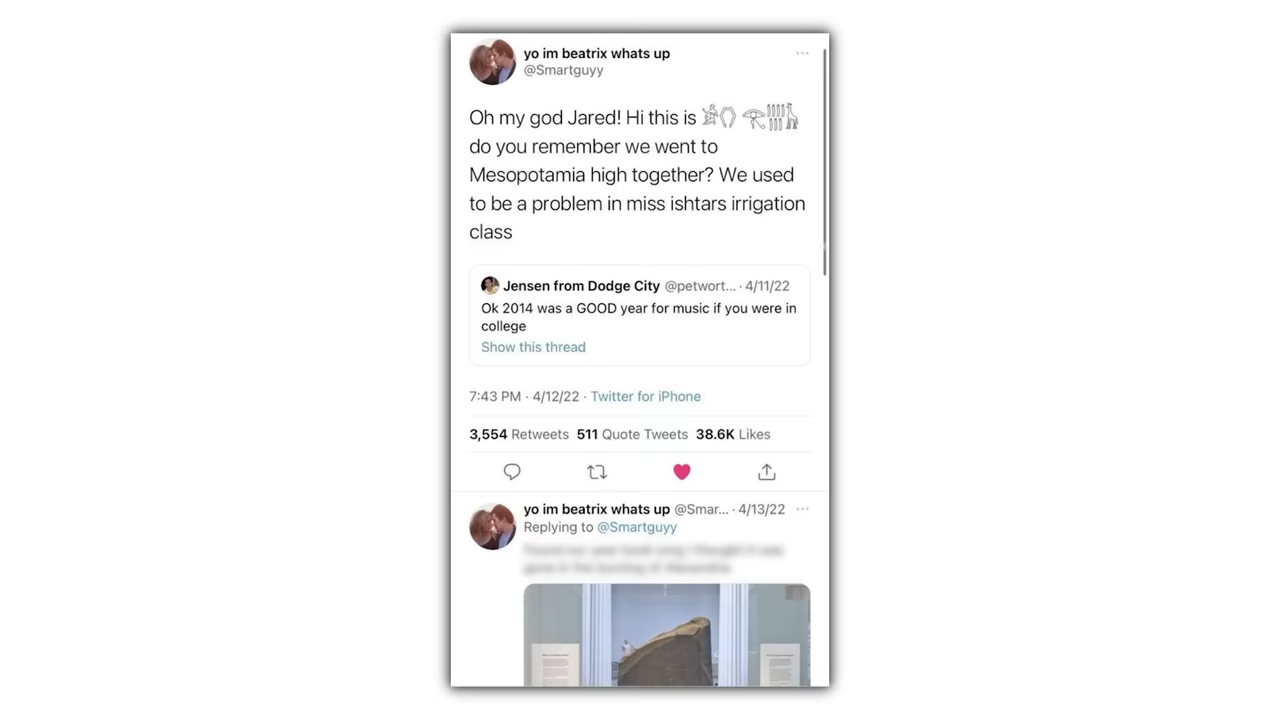 yo im beatrix whats up
@Smartguyy
Oh my god Jared! Hi this is
do you remember we went to
Mesopotamia high together? We used
to be a problem in miss ishtars irrigation
class
Jensen from Dodge City @petwort... · 4/11/22
Ok 2014 was a GOOD year for music if you were in
college
Show this thread
7:43 PM · 4/12/22 · Twitter for iPhone
3,554 Retweets 511 Quote Tweets 38.6K Likes
yo im beatrix whats up @Smar... · 4/13/22
Replying to @Smartguyy